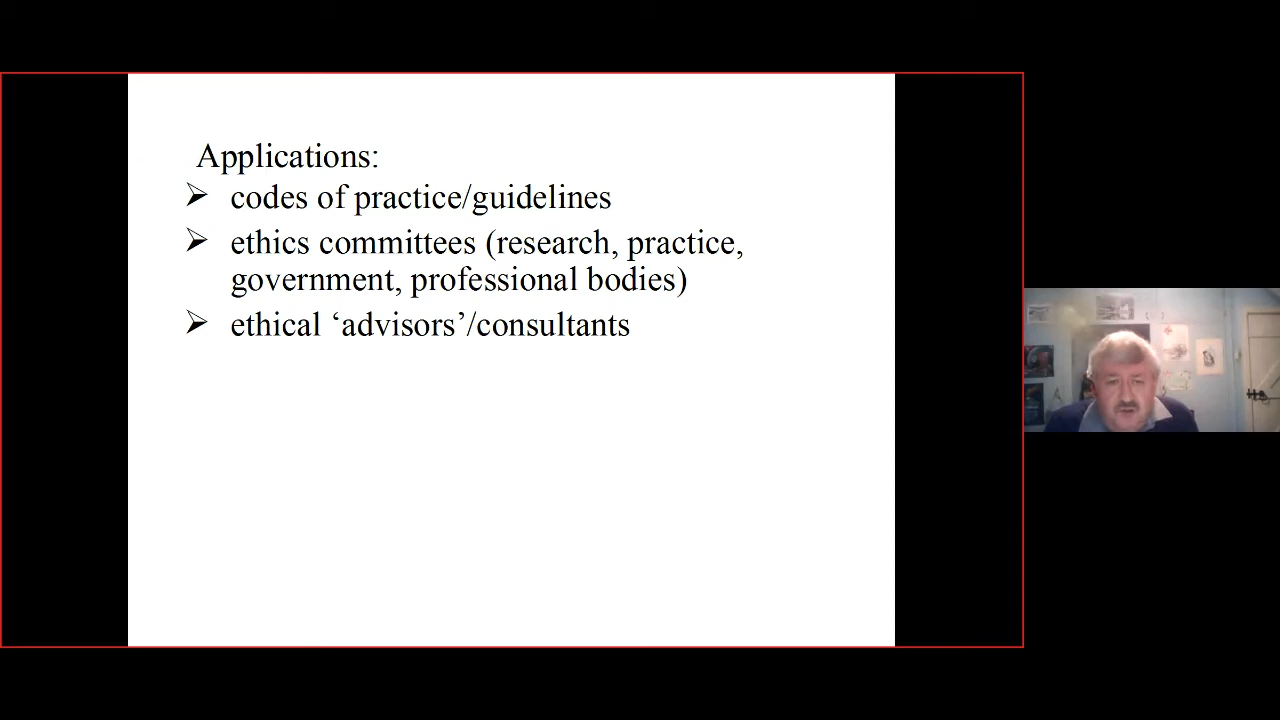 Applications:
➢ codes of practice/guidelines
➢ ethics committees (research, practice,
government, professional bodies)
➢ ethical ‘advisors’/consultants